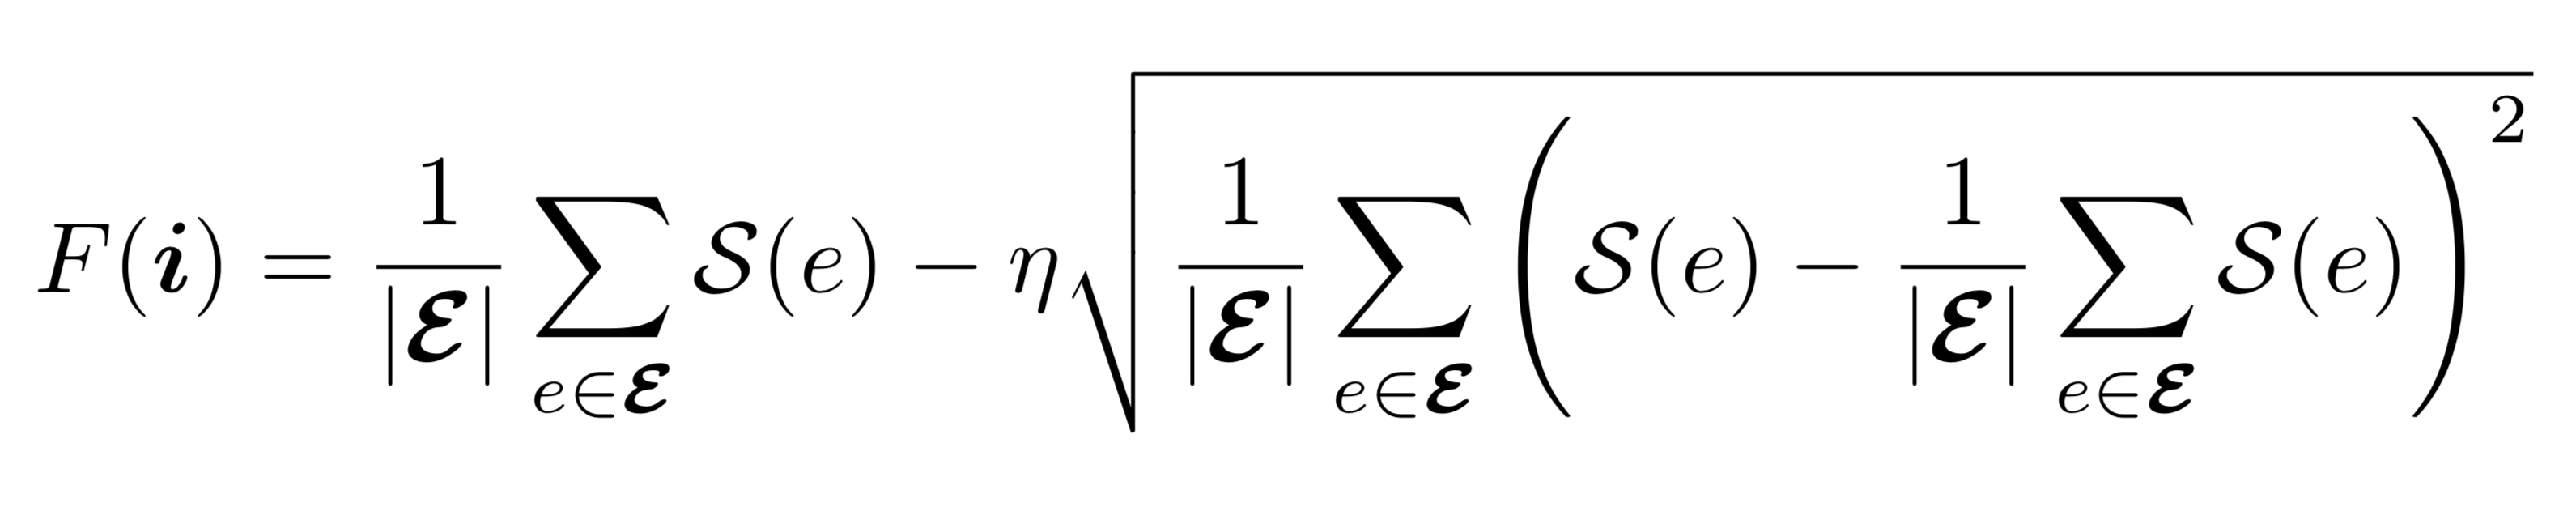 $F(\boldsymbol{i}) = \frac{1}{|\boldsymbol{\mathcal{E}}|} \sum_{e \in \boldsymbol{\mathcal{E}}} \mathcal{S}(e) - \eta \sqrt{\frac{1}{|\boldsymbol{\mathcal{E}}|} \sum_{e \in \boldsymbol{\mathcal{E}}} \left( \mathcal{S}(e) - \frac{1}{|\boldsymbol{\mathcal{E}}|} \sum_{e \in \boldsymbol{\mathcal{E}}} \mathcal{S}(e) \right)^2}$